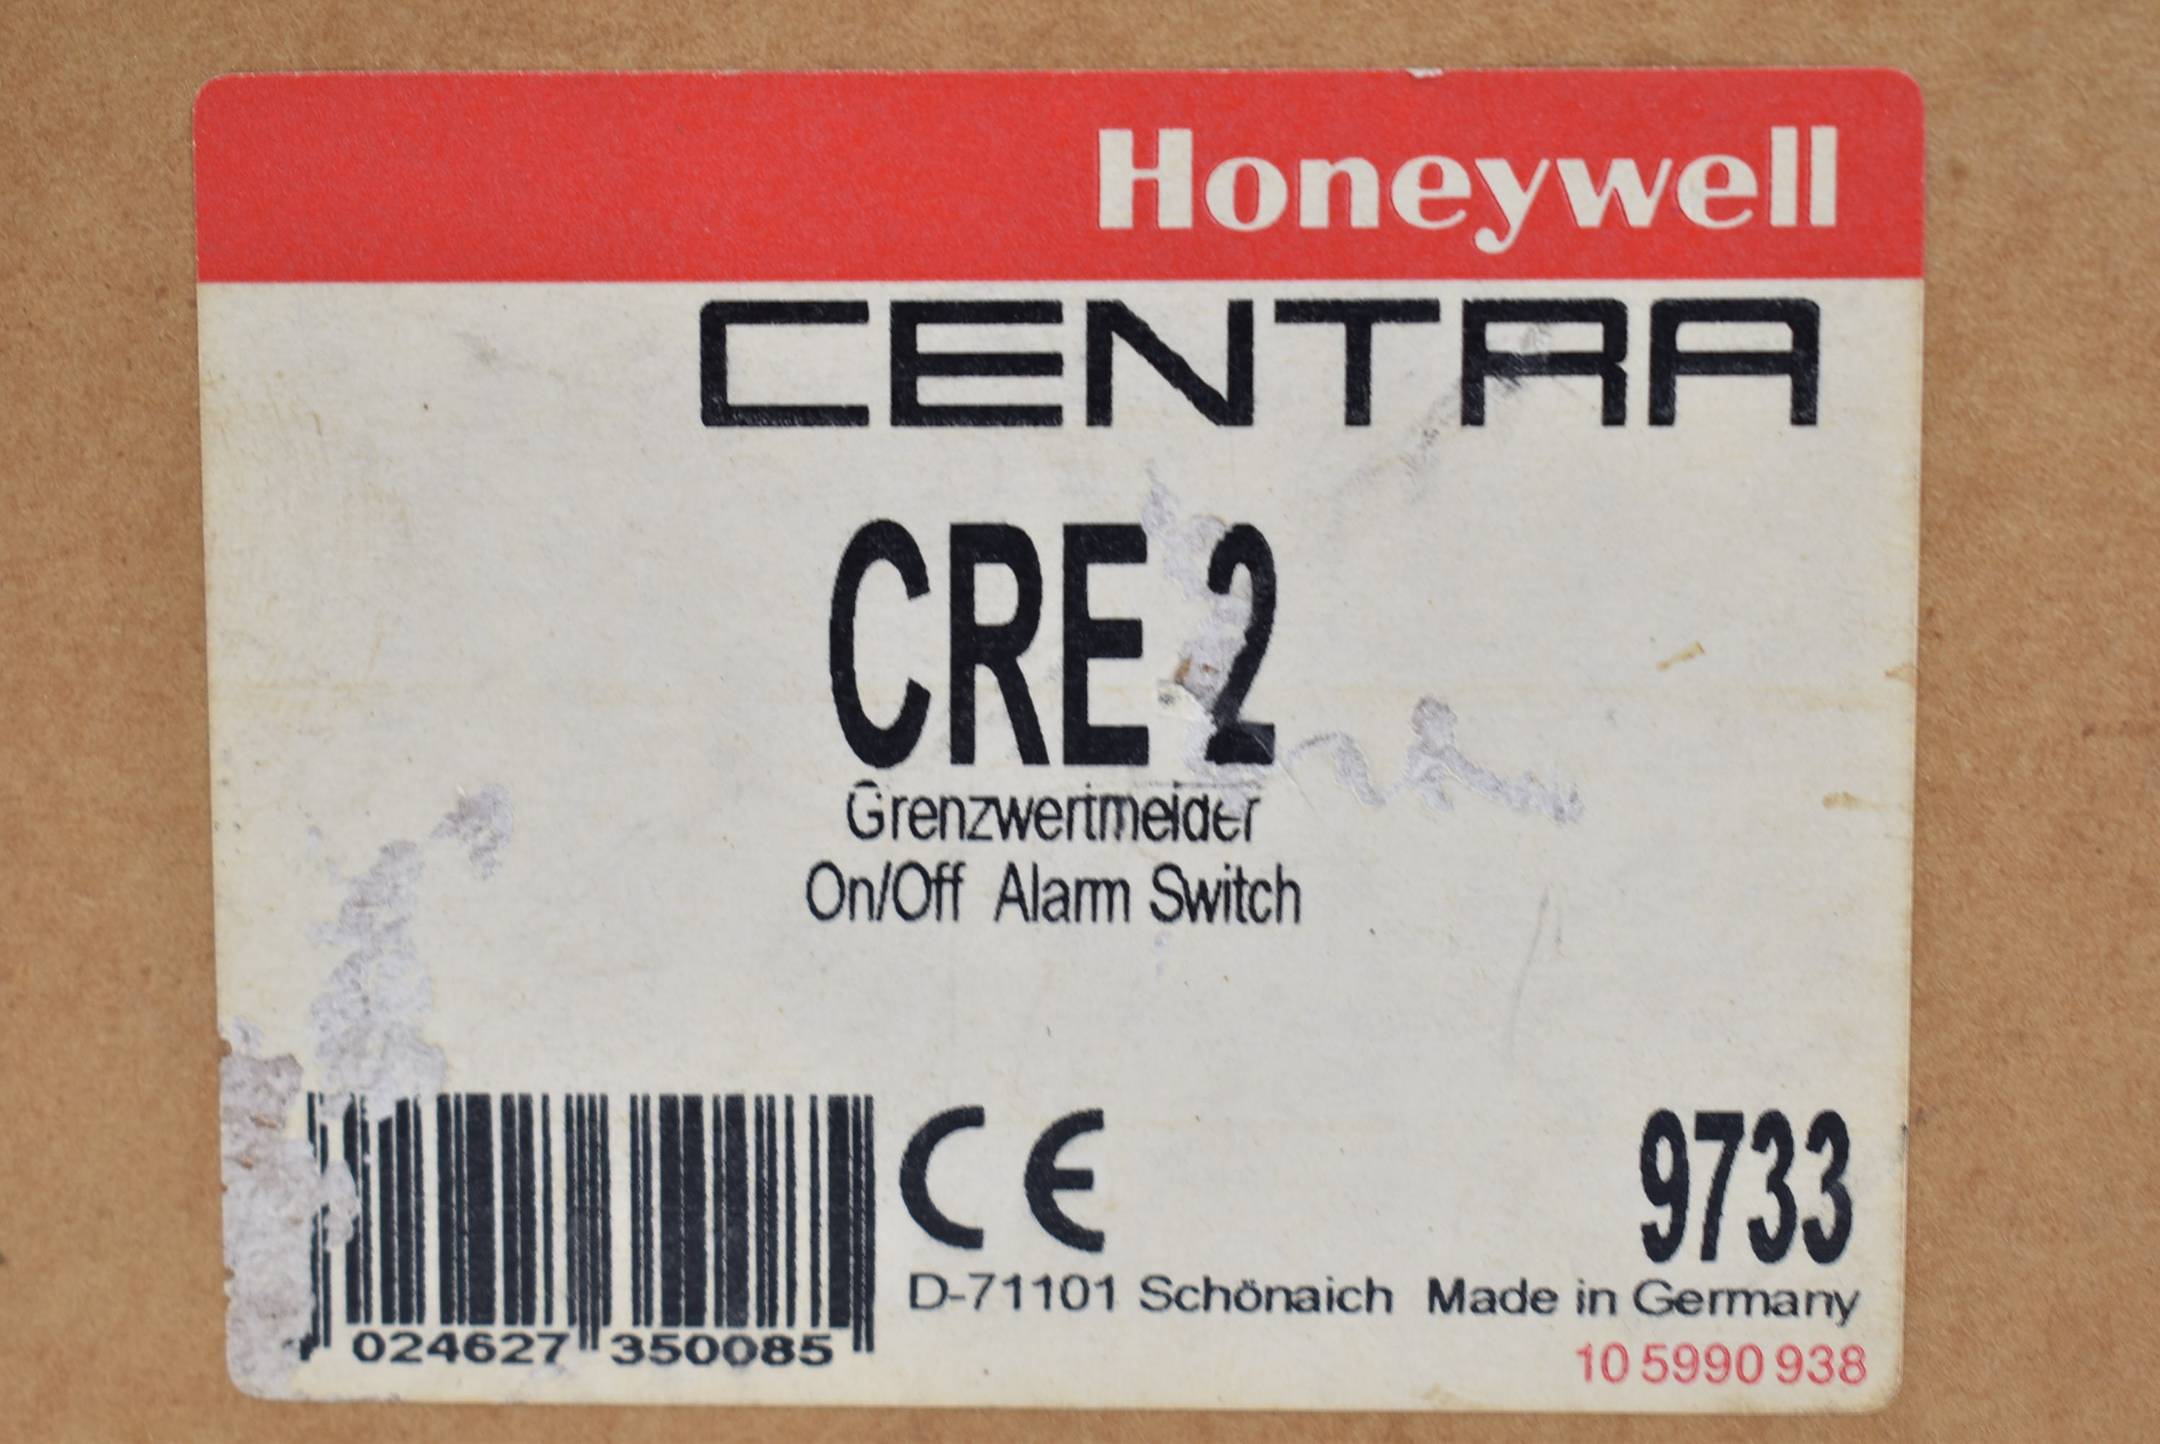 Honeywell
CENTRA
CRE 2
Grenzwertmelder
On/Off Alarm Switch
CE
9733
D-71101 Schönaich Made in Germany
024627 350085
10 5990 938